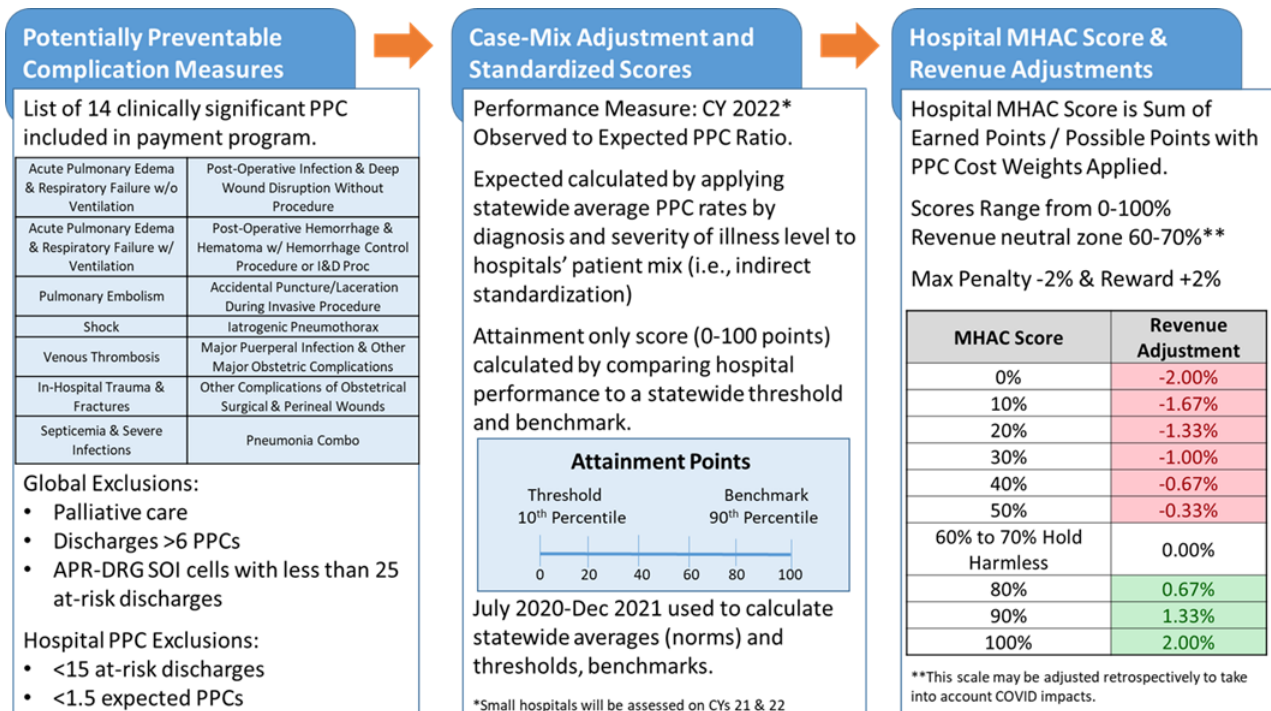 Potentially Preventable
Complication Measures
List of 14 clinically significant PPC
included in payment program.
Acute Pulmonary Edema
& Respiratory Failure w/o
Ventilation
Post-Operative Infection & Deep
Wound Disruption Without
Procedure
Acute Pulmonary Edema
& Respiratory Failure w/
Ventilation
Post-Operative Hemorrhage &
Hematoma w/ Hemorrhage Control
Procedure or I&D Proc
Pulmonary Embolism
Accidental Puncture/Laceration
During Invasive Procedure
Shock
Iatrogenic Pneumothorax
Venous Thrombosis
Major Puerperal Infection & Other
Major Obstetric Complications
In-Hospital Trauma &
Fractures
Other Complications of Obstetrical
Surgical & Perineal Wounds
Septicemia & Severe
Infections
Pneumonia Combo
Global Exclusions:
• Palliative care
• Discharges >6 PPCs
• APR-DRG SOI cells with less than 25
at-risk discharges
Hospital PPC Exclusions:
• <15 at-risk discharges
• <1.5 expected PPCs
Case-Mix Adjustment and
Standardized Scores
Performance Measure: CY 2022*
Observed to Expected PPC Ratio.
Expected calculated by applying
statewide average PPC rates by
diagnosis and severity of illness level to
hospitals' patient mix (i.e., indirect
standardization)
Attainment only score (0-100 points)
calculated by comparing hospital
performance to a statewide threshold
and benchmark.
Attainment Points
Threshold
10th Percentile
Benchmark
90th Percentile
0 20 40 60 80 100
July 2020-Dec 2021 used to calculate
statewide averages (norms) and
thresholds, benchmarks.
*Small hospitals will be assessed on CYs 21 & 22
Hospital MHAC Score &
Revenue Adjustments
Hospital MHAC Score is Sum of
Earned Points / Possible Points with
PPC Cost Weights Applied.
Scores Range from 0-100%
Revenue neutral zone 60-70%**
Max Penalty -2% & Reward +2%
MHAC Score
Revenue
Adjustment
0% -2.00%
10% -1.67%
20% -1.33%
30% -1.00%
40% -0.67%
50% -0.33%
60% to 70% Hold
Harmless
0.00%
80% 0.67%
90% 1.33%
100% 2.00%
**This scale may be adjusted retrospectively to take
into account COVID impacts.